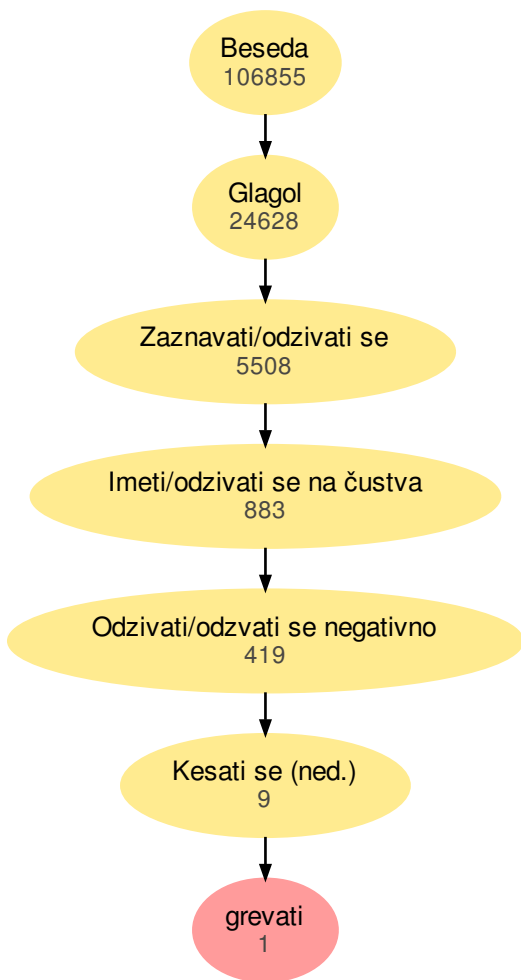 Beseda
106855
Glagol
24628
Zaznavati/odzivati se
5508
Imeti/odzivati se na čustva
883
Odzivati/odzvati se negativno
419
Kesati se (ned.)
9
grevati
1